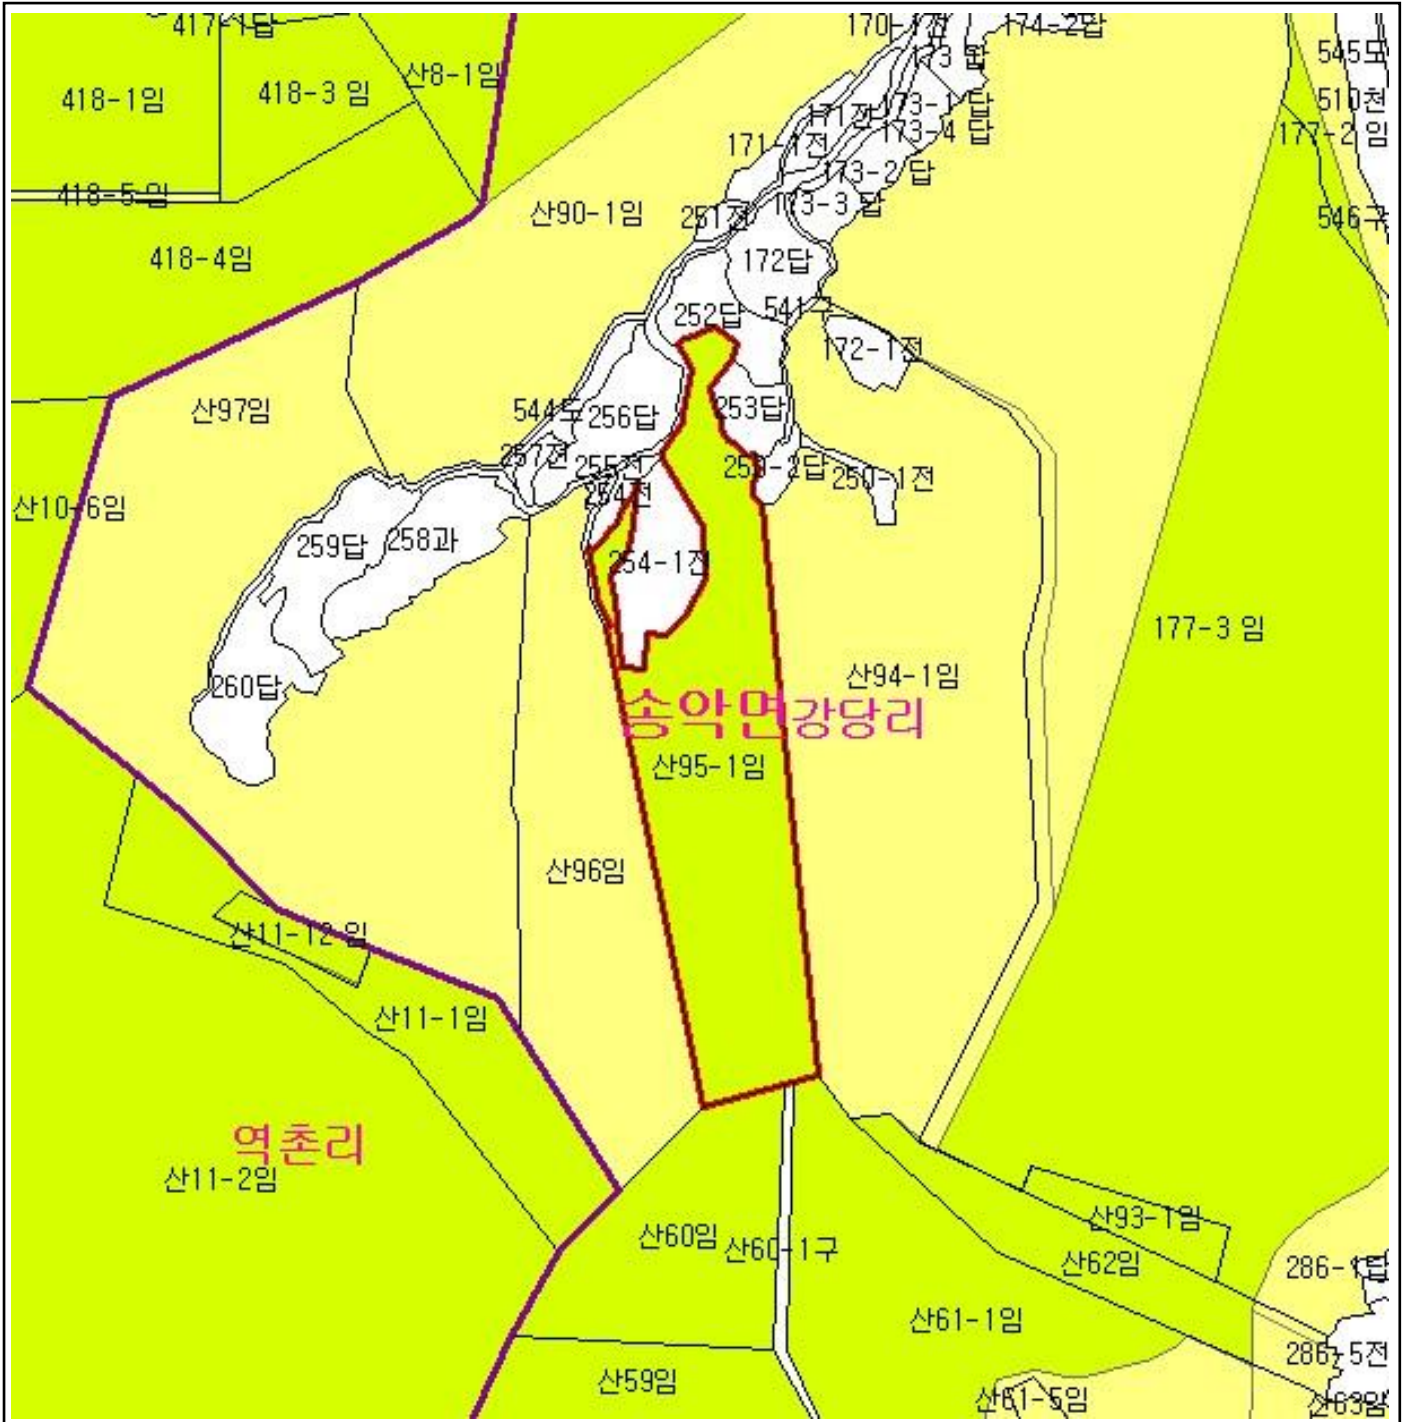 417-1답
170-1전
174-2답
173 답
545도
산8-1임
418-1임
418-3 임
510천
173-1 답
171전
173-4 답
177-2 임
171-1전
173-2 답
418-5 임
173-3 답
산90-1임
251전
546구
418-4임
172답
541구
252답
172-1전
산97임
544도
256답
253답
257전
255전
250-1전
254전
산10-6임
259답
258과
254-1전
177-3 임
260답
산94-1임
송악면강당리
산95-1임
산96임
산11-12 임
산11-1임
역촌리
산11-2임
산93-1임
산60임
산60-1구
산62임
286-1답
산61-1임
286-5전
산59임
산61-5임
산63임